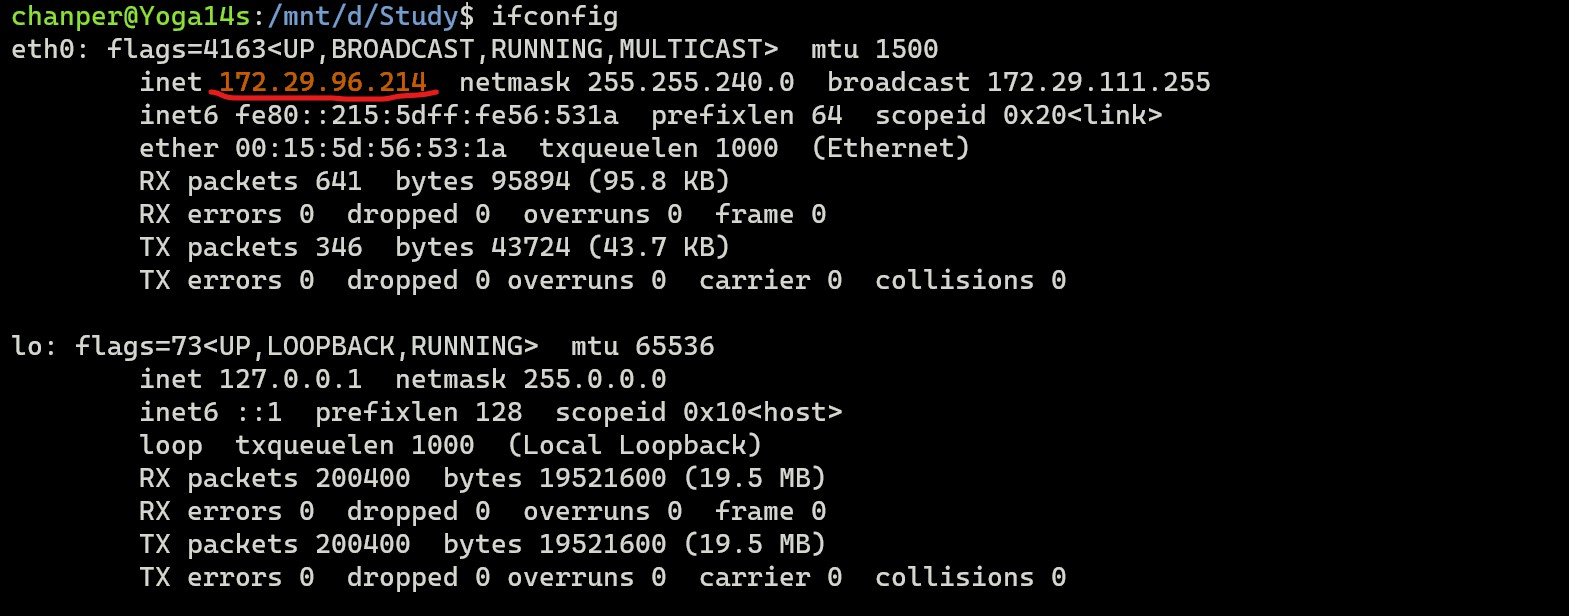 chanper@Yoga14s:/mnt/d/Study$ ifconfig
eth0: flags=4163<UP,BROADCAST,RUNNING,MULTICAST>  mtu 1500
        inet 172.29.96.214  netmask 255.255.240.0  broadcast 172.29.111.255
        inet6 fe80::215:5dff:fe56:531a  prefixlen 64  scopeid 0x20<link>
        ether 00:15:5d:56:53:1a  txqueuelen 1000  (Ethernet)
        RX packets 641  bytes 95894 (95.8 KB)
        RX errors 0  dropped 0  overruns 0  frame 0
        TX packets 346  bytes 43724 (43.7 KB)
        TX errors 0  dropped 0 overruns 0  carrier 0  collisions 0

lo: flags=73<UP,LOOPBACK,RUNNING>  mtu 65536
        inet 127.0.0.1  netmask 255.0.0.0
        inet6 ::1  prefixlen 128  scopeid 0x10<host>
        loop  txqueuelen 1000  (Local Loopback)
        RX packets 200400  bytes 19521600 (19.5 MB)
        RX errors 0  dropped 0  overruns 0  frame 0
        TX packets 200400  bytes 19521600 (19.5 MB)
        TX errors 0  dropped 0 overruns 0  carrier 0  collisions 0